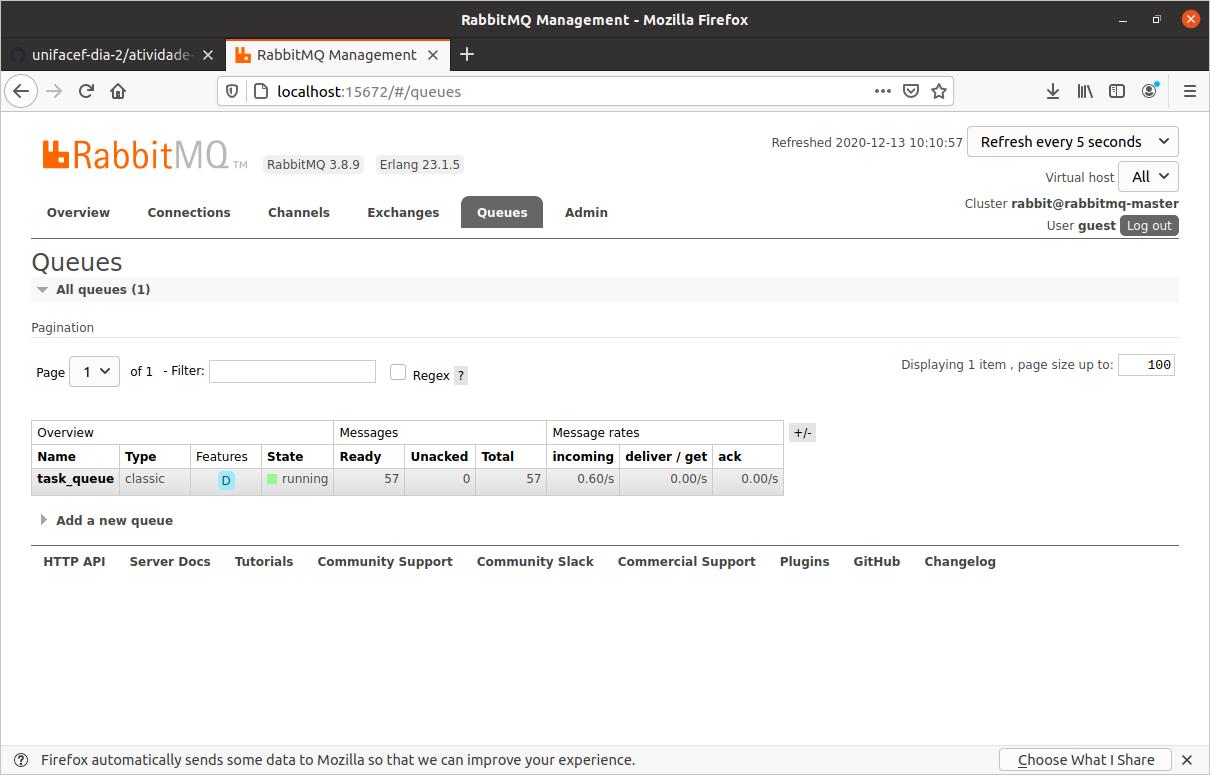 RabbitMQ Management - Mozilla Firefox
unifacef-dia-2/atividade-
RabbitMQ Management
localhost:15672/#/queues
RabbitMQ TM
RabbitMQ 3.8.9 Erlang 23.1.5
Refreshed 2020-12-13 10:10:57 Refresh every 5 seconds
Virtual host All
Cluster rabbit@rabbitmq-master
User guest Log out
Overview Connections Channels Exchanges Queues Admin
Queues
All queues (1)
Pagination
Page 1 of 1 - Filter: Regex ?
Displaying 1 item , page size up to: 100
Overview Messages Message rates +/-
Name Type Features State Ready Unacked Total incoming deliver / get ack
task_queue classic D running 57 0 57 0.60/s 0.00/s 0.00/s
Add a new queue
HTTP API Server Docs Tutorials Community Support Community Slack Commercial Support Plugins GitHub Changelog
Firefox automatically sends some data to Mozilla so that we can improve your experience. Choose What I Share